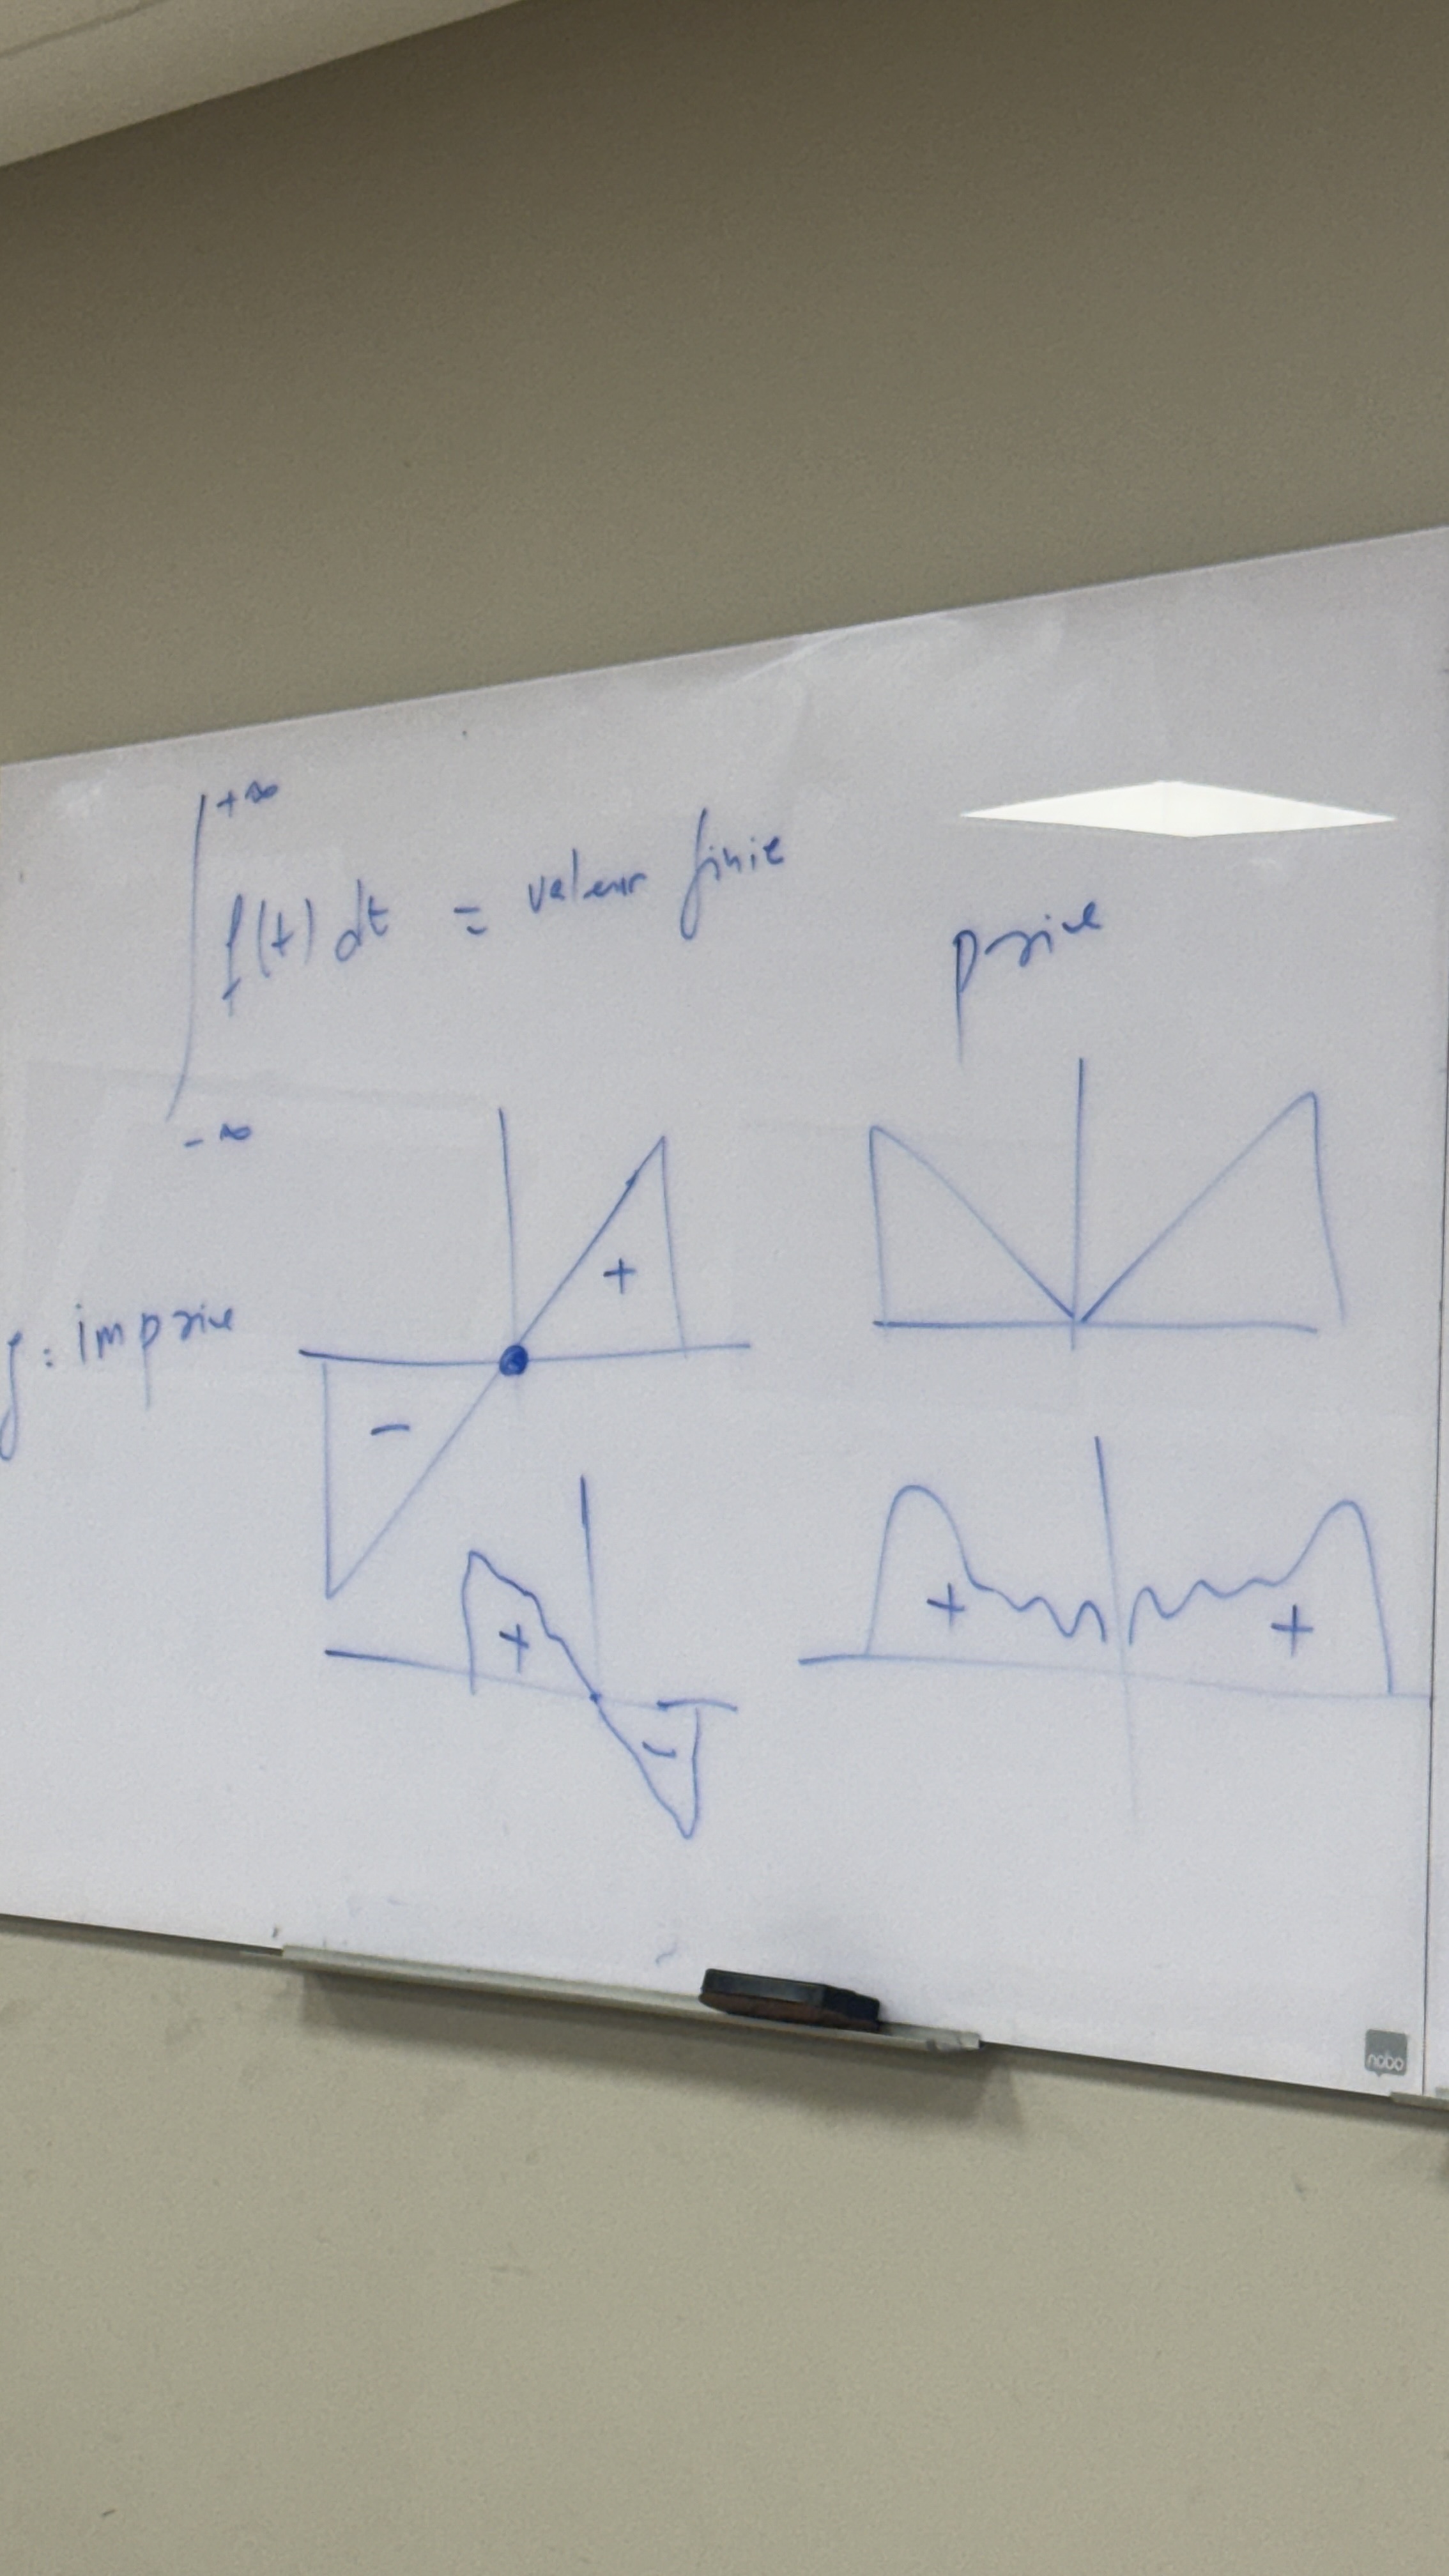 ∫_{-∞}^{+∞} f(t) dt = valeur finie
paire
f: impaire
+
-
+
-
+ +
nobo